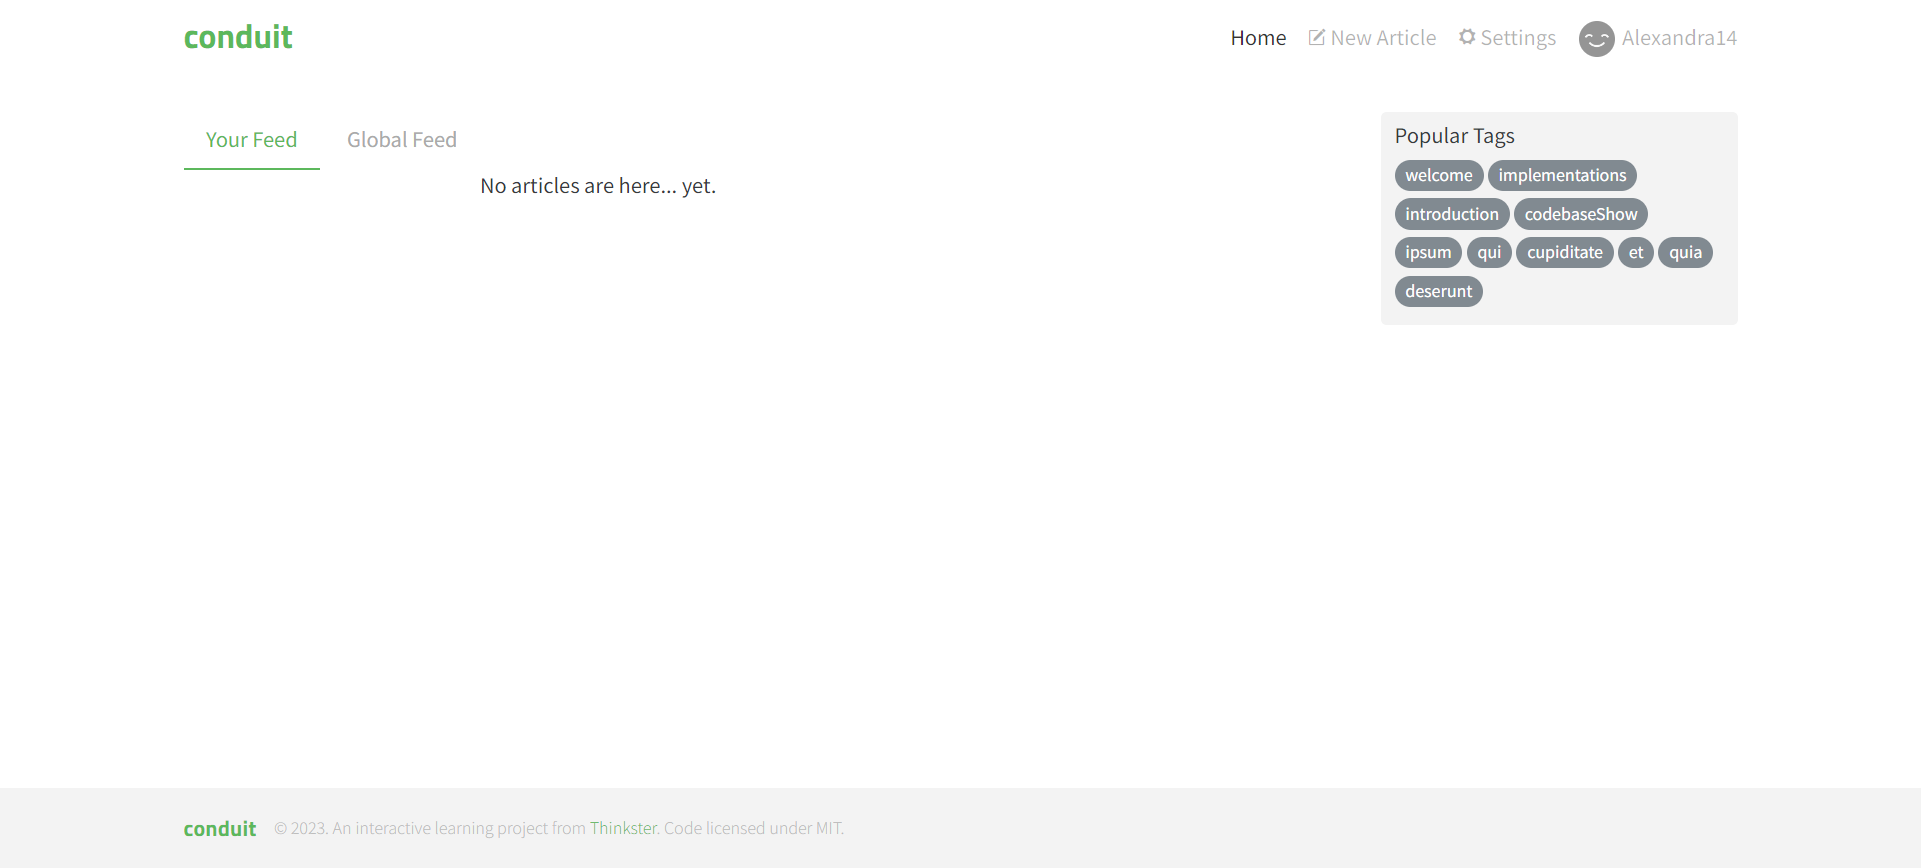 conduit
Home New Article Settings Alexandra14
Your Feed Global Feed
No articles are here... yet.
Popular Tags
welcome implementations
introduction codebaseShow
ipsum qui cupiditate et quia
deserunt
conduit © 2023. An interactive learning project from Thinkster. Code licensed under MIT.